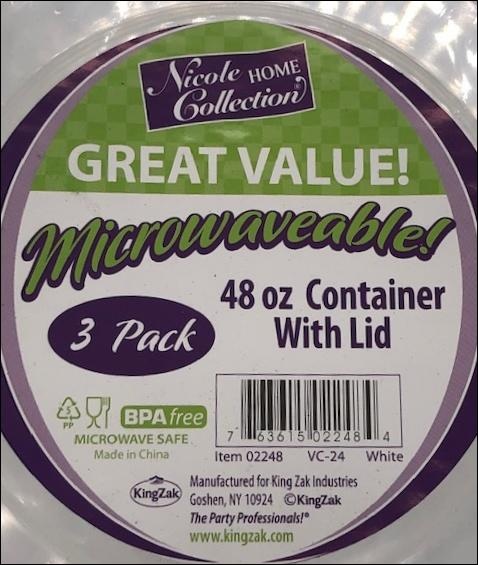 Nicole HOME
Collection®
GREAT VALUE!
Microwaveable!
48 oz Container
With Lid
3 Pack
5
PP
BPA free
MICROWAVE SAFE
Made in China
7 63615 02248 4
Item 02248 VC-24 White
KingZak
Manufactured for King Zak Industries
Goshen, NY 10924 ©KingZak
The Party Professionals!®
www.kingzak.com